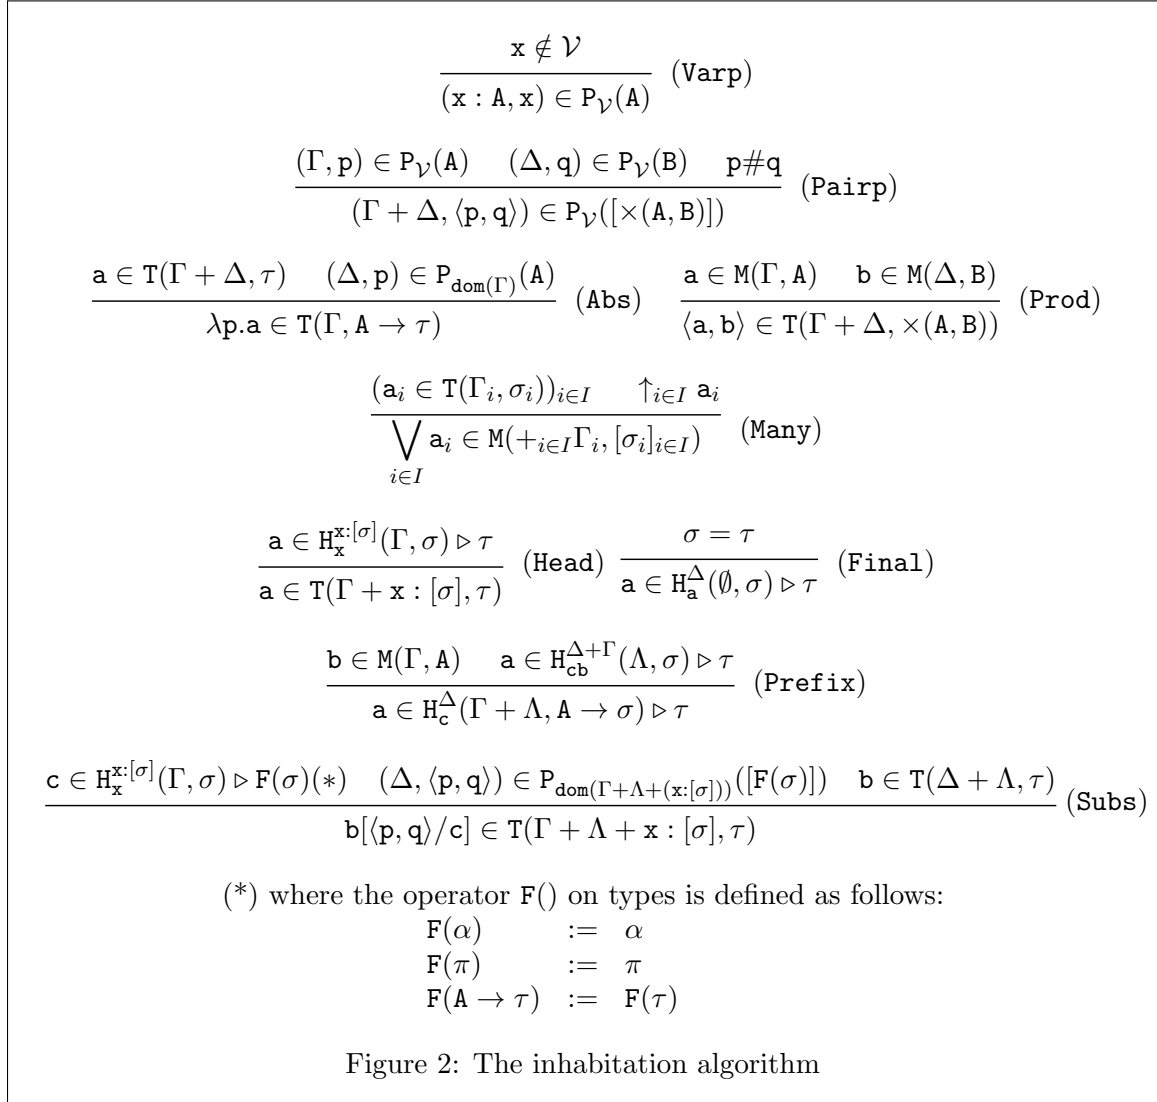 x ∉ 𝒱
(x : A, x) ∈ P_𝒱(A) (Varp)
(Γ, p) ∈ P_𝒱(A) (Δ, q) ∈ P_𝒱(B) p#q
(Γ + Δ, ⟨p, q⟩) ∈ P_𝒱([×(A, B)]) (Pairp)
a ∈ T(Γ + Δ, τ) (Δ, p) ∈ P_dom(Γ)(A)
λp.a ∈ T(Γ, A → τ) (Abs)
a ∈ M(Γ, A) b ∈ M(Δ, B)
⟨a, b⟩ ∈ T(Γ + Δ, ×(A, B)) (Prod)
(a_i ∈ T(Γ_i, σ_i))_{i∈I} ↑_{i∈I} a_i
⋁_{i∈I} a_i ∈ M(+_{i∈I}Γ_i, [σ_i]_{i∈I}) (Many)
a ∈ H_x^{x:[σ]}(Γ, σ) ▷ τ
a ∈ T(Γ + x : [σ], τ) (Head)
σ = τ
a ∈ H_a^Δ(∅, σ) ▷ τ (Final)
b ∈ M(Γ, A) a ∈ H_{cb}^{Δ+Γ}(Λ, σ) ▷ τ
a ∈ H_c^Δ(Γ + Λ, A → σ) ▷ τ (Prefix)
c ∈ H_x^{x:[σ]}(Γ, σ) ▷ F(σ)(∗) (Δ, ⟨p, q⟩) ∈ P_{dom(Γ+Λ+(x:[σ]))}([F(σ)]) b ∈ T(Δ + Λ, τ)
b[⟨p, q⟩/c] ∈ T(Γ + Λ + x : [σ], τ) (Subs)
(*) where the operator F() on types is defined as follows:
F(α) := α
F(π) := π
F(A → τ) := F(τ)
Figure 2: The inhabitation algorithm